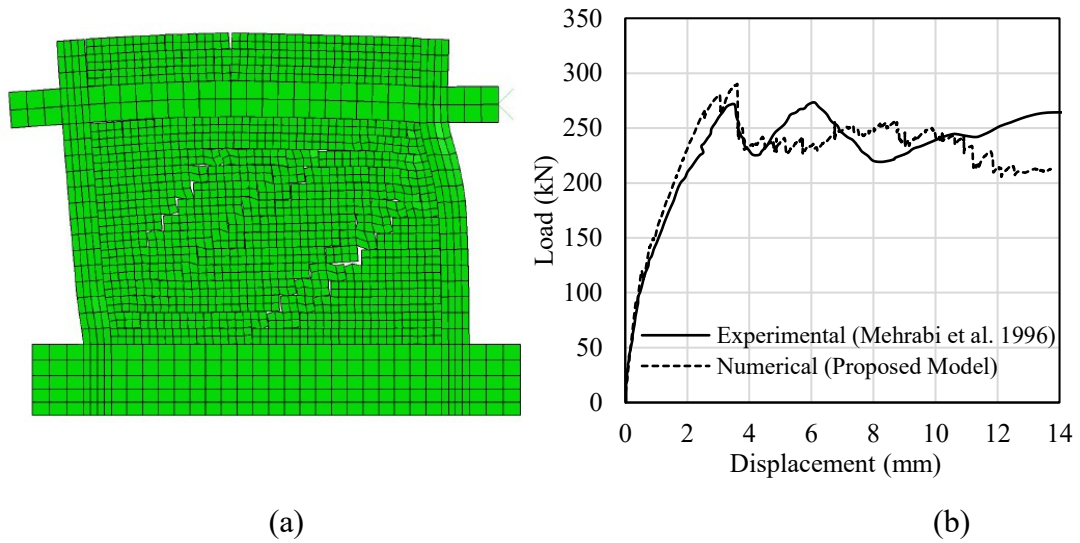 350
300
250
200
150
100
50
0
Load (kN)
Experimental (Mehrabi et al. 1996)
Numerical (Proposed Model)
0 2 4 6 8 10 12 14
Displacement (mm)
(a) (b)